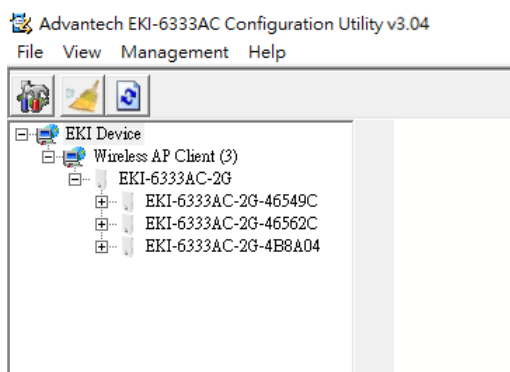 Advantech EKI-6333AC Configuration Utility v3.04
File View Management Help
EKI Device
Wireless AP Client (3)
EKI-6333AC-2G
EKI-6333AC-2G-46549C
EKI-6333AC-2G-46562C
EKI-6333AC-2G-4B8A04